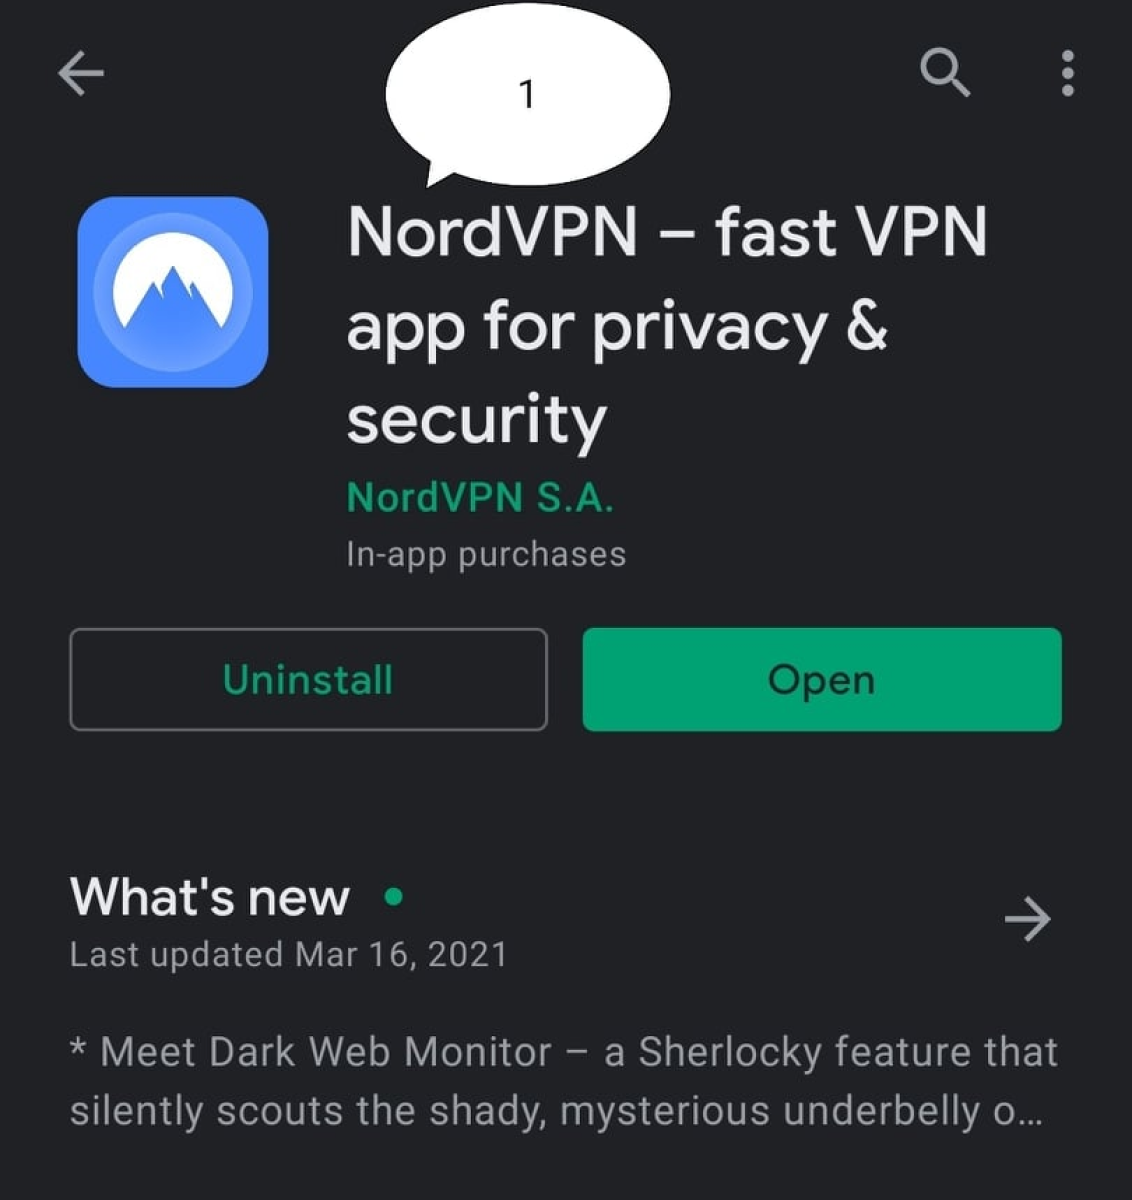 1
NordVPN – fast VPN
app for privacy &
security
NordVPN S.A.
In-app purchases
Uninstall
Open
What's new
Last updated Mar 16, 2021
* Meet Dark Web Monitor – a Sherlocky feature that
silently scouts the shady, mysterious underbelly o...